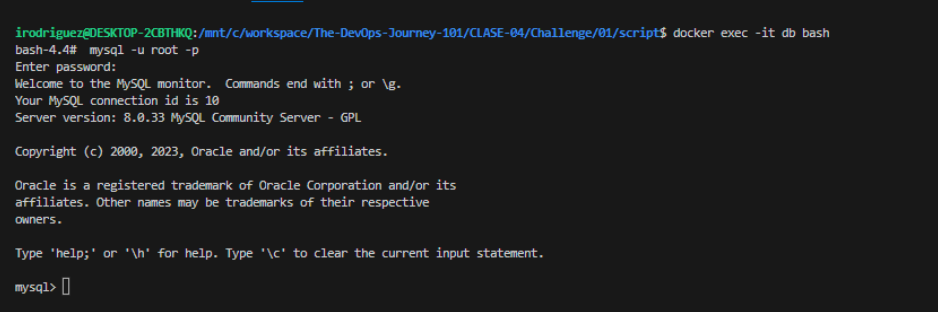 irodriguez@DESKTOP-2CBTHKQ:/mnt/c/workspace/The-DevOps-Journey-101/CLASE-04/Challenge/01/script$ docker exec -it db bash
bash-4.4#  mysql -u root -p
Enter password:
Welcome to the MySQL monitor.  Commands end with ; or \g.
Your MySQL connection id is 10
Server version: 8.0.33 MySQL Community Server - GPL
Copyright (c) 2000, 2023, Oracle and/or its affiliates.
Oracle is a registered trademark of Oracle Corporation and/or its
affiliates. Other names may be trademarks of their respective
owners.
Type 'help;' or '\h' for help. Type '\c' to clear the current input statement.
mysql>